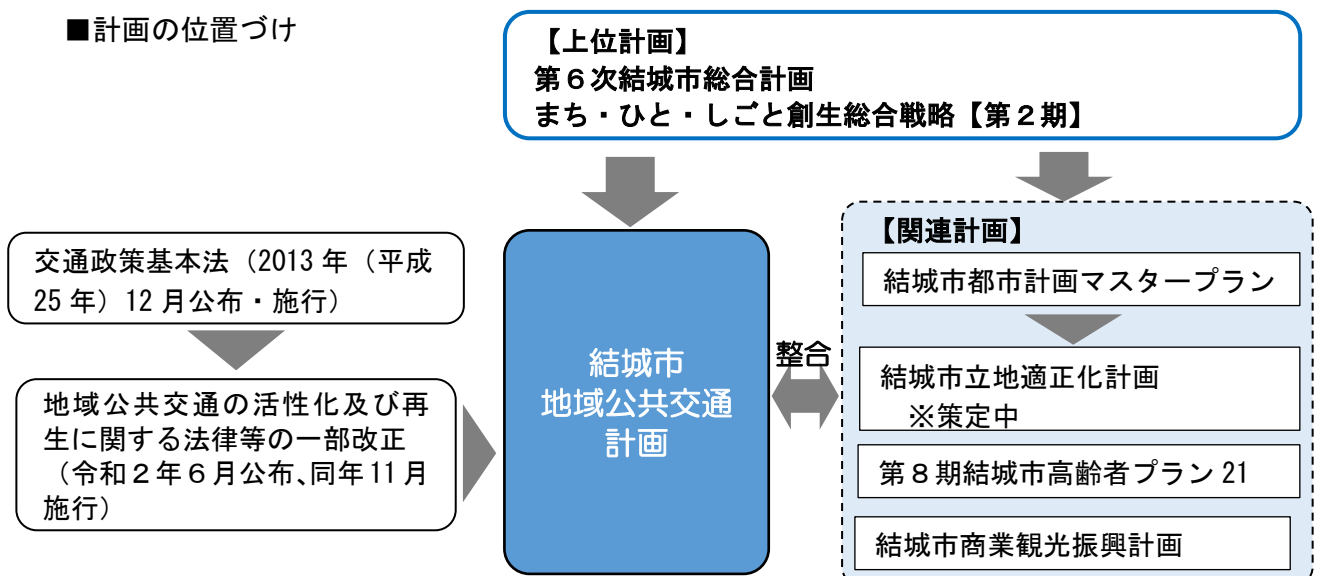 ■計画の位置づけ
【上位計画】
第６次結城市総合計画
まち・ひと・しごと創生総合戦略【第２期】
交通政策基本法（2013 年（平成
25 年）12 月公布・施行）
地域公共交通の活性化及び再
生に関する法律等の一部改正
（令和２年６月公布、同年 11 月
施行）
結城市
地域公共交通
計画
整合
【関連計画】
結城市都市計画マスタープラン
結城市立地適正化計画
※策定中
第８期結城市高齢者プラン 21
結城市商業観光振興計画